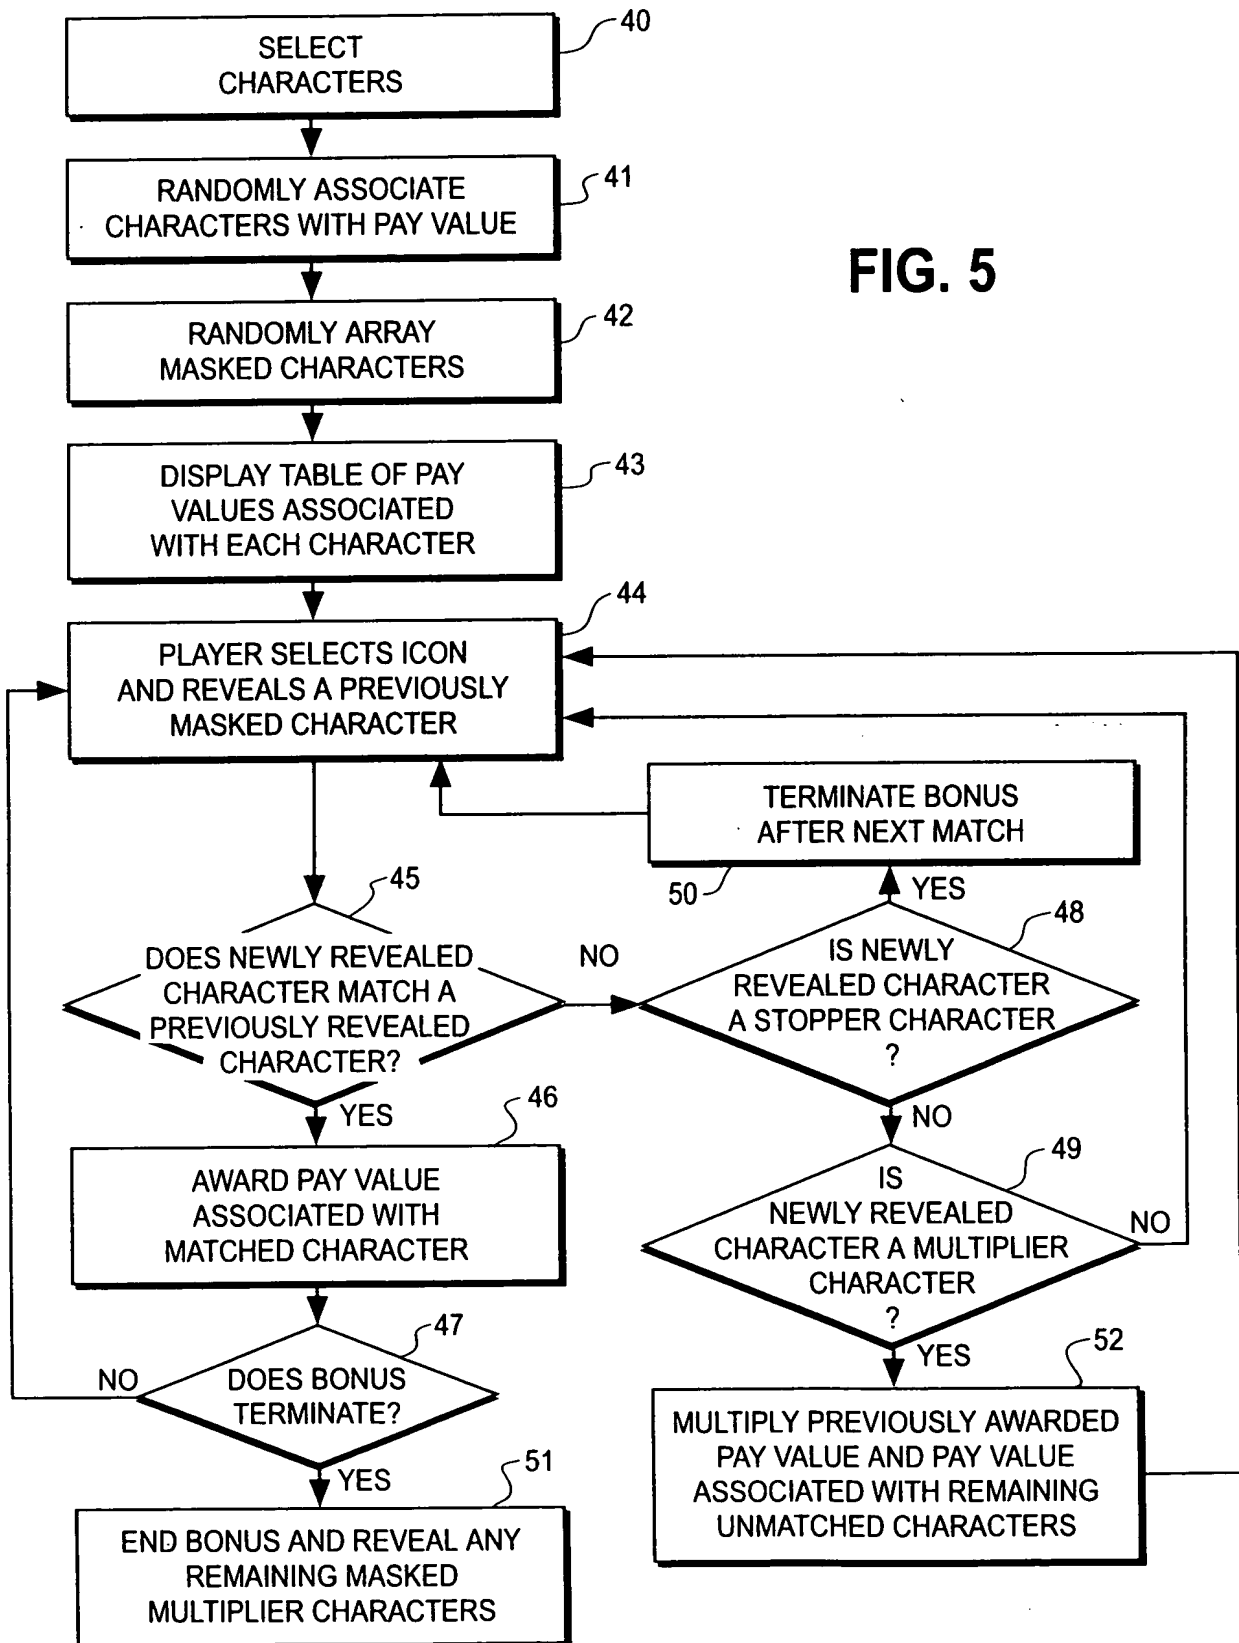 SELECT
CHARACTERS
40
RANDOMLY ASSOCIATE
CHARACTERS WITH PAY VALUE
41
FIG. 5
RANDOMLY ARRAY
MASKED CHARACTERS
42
DISPLAY TABLE OF PAY
VALUES ASSOCIATED
WITH EACH CHARACTER
43
PLAYER SELECTS ICON
AND REVEALS A PREVIOUSLY
MASKED CHARACTER
44
TERMINATE BONUS
AFTER NEXT MATCH
50
YES
45
DOES NEWLY REVEALED
CHARACTER MATCH A
PREVIOUSLY REVEALED
CHARACTER?
NO
48
IS NEWLY
REVEALED CHARACTER
A STOPPER CHARACTER
?
YES
NO
46
AWARD PAY VALUE
ASSOCIATED WITH
MATCHED CHARACTER
49
IS
NEWLY REVEALED
CHARACTER A MULTIPLIER
CHARACTER
?
NO
YES
47
DOES BONUS
TERMINATE?
NO
YES
52
MULTIPLY PREVIOUSLY AWARDED
PAY VALUE AND PAY VALUE
ASSOCIATED WITH REMAINING
UNMATCHED CHARACTERS
51
END BONUS AND REVEAL ANY
REMAINING MASKED
MULTIPLIER CHARACTERS